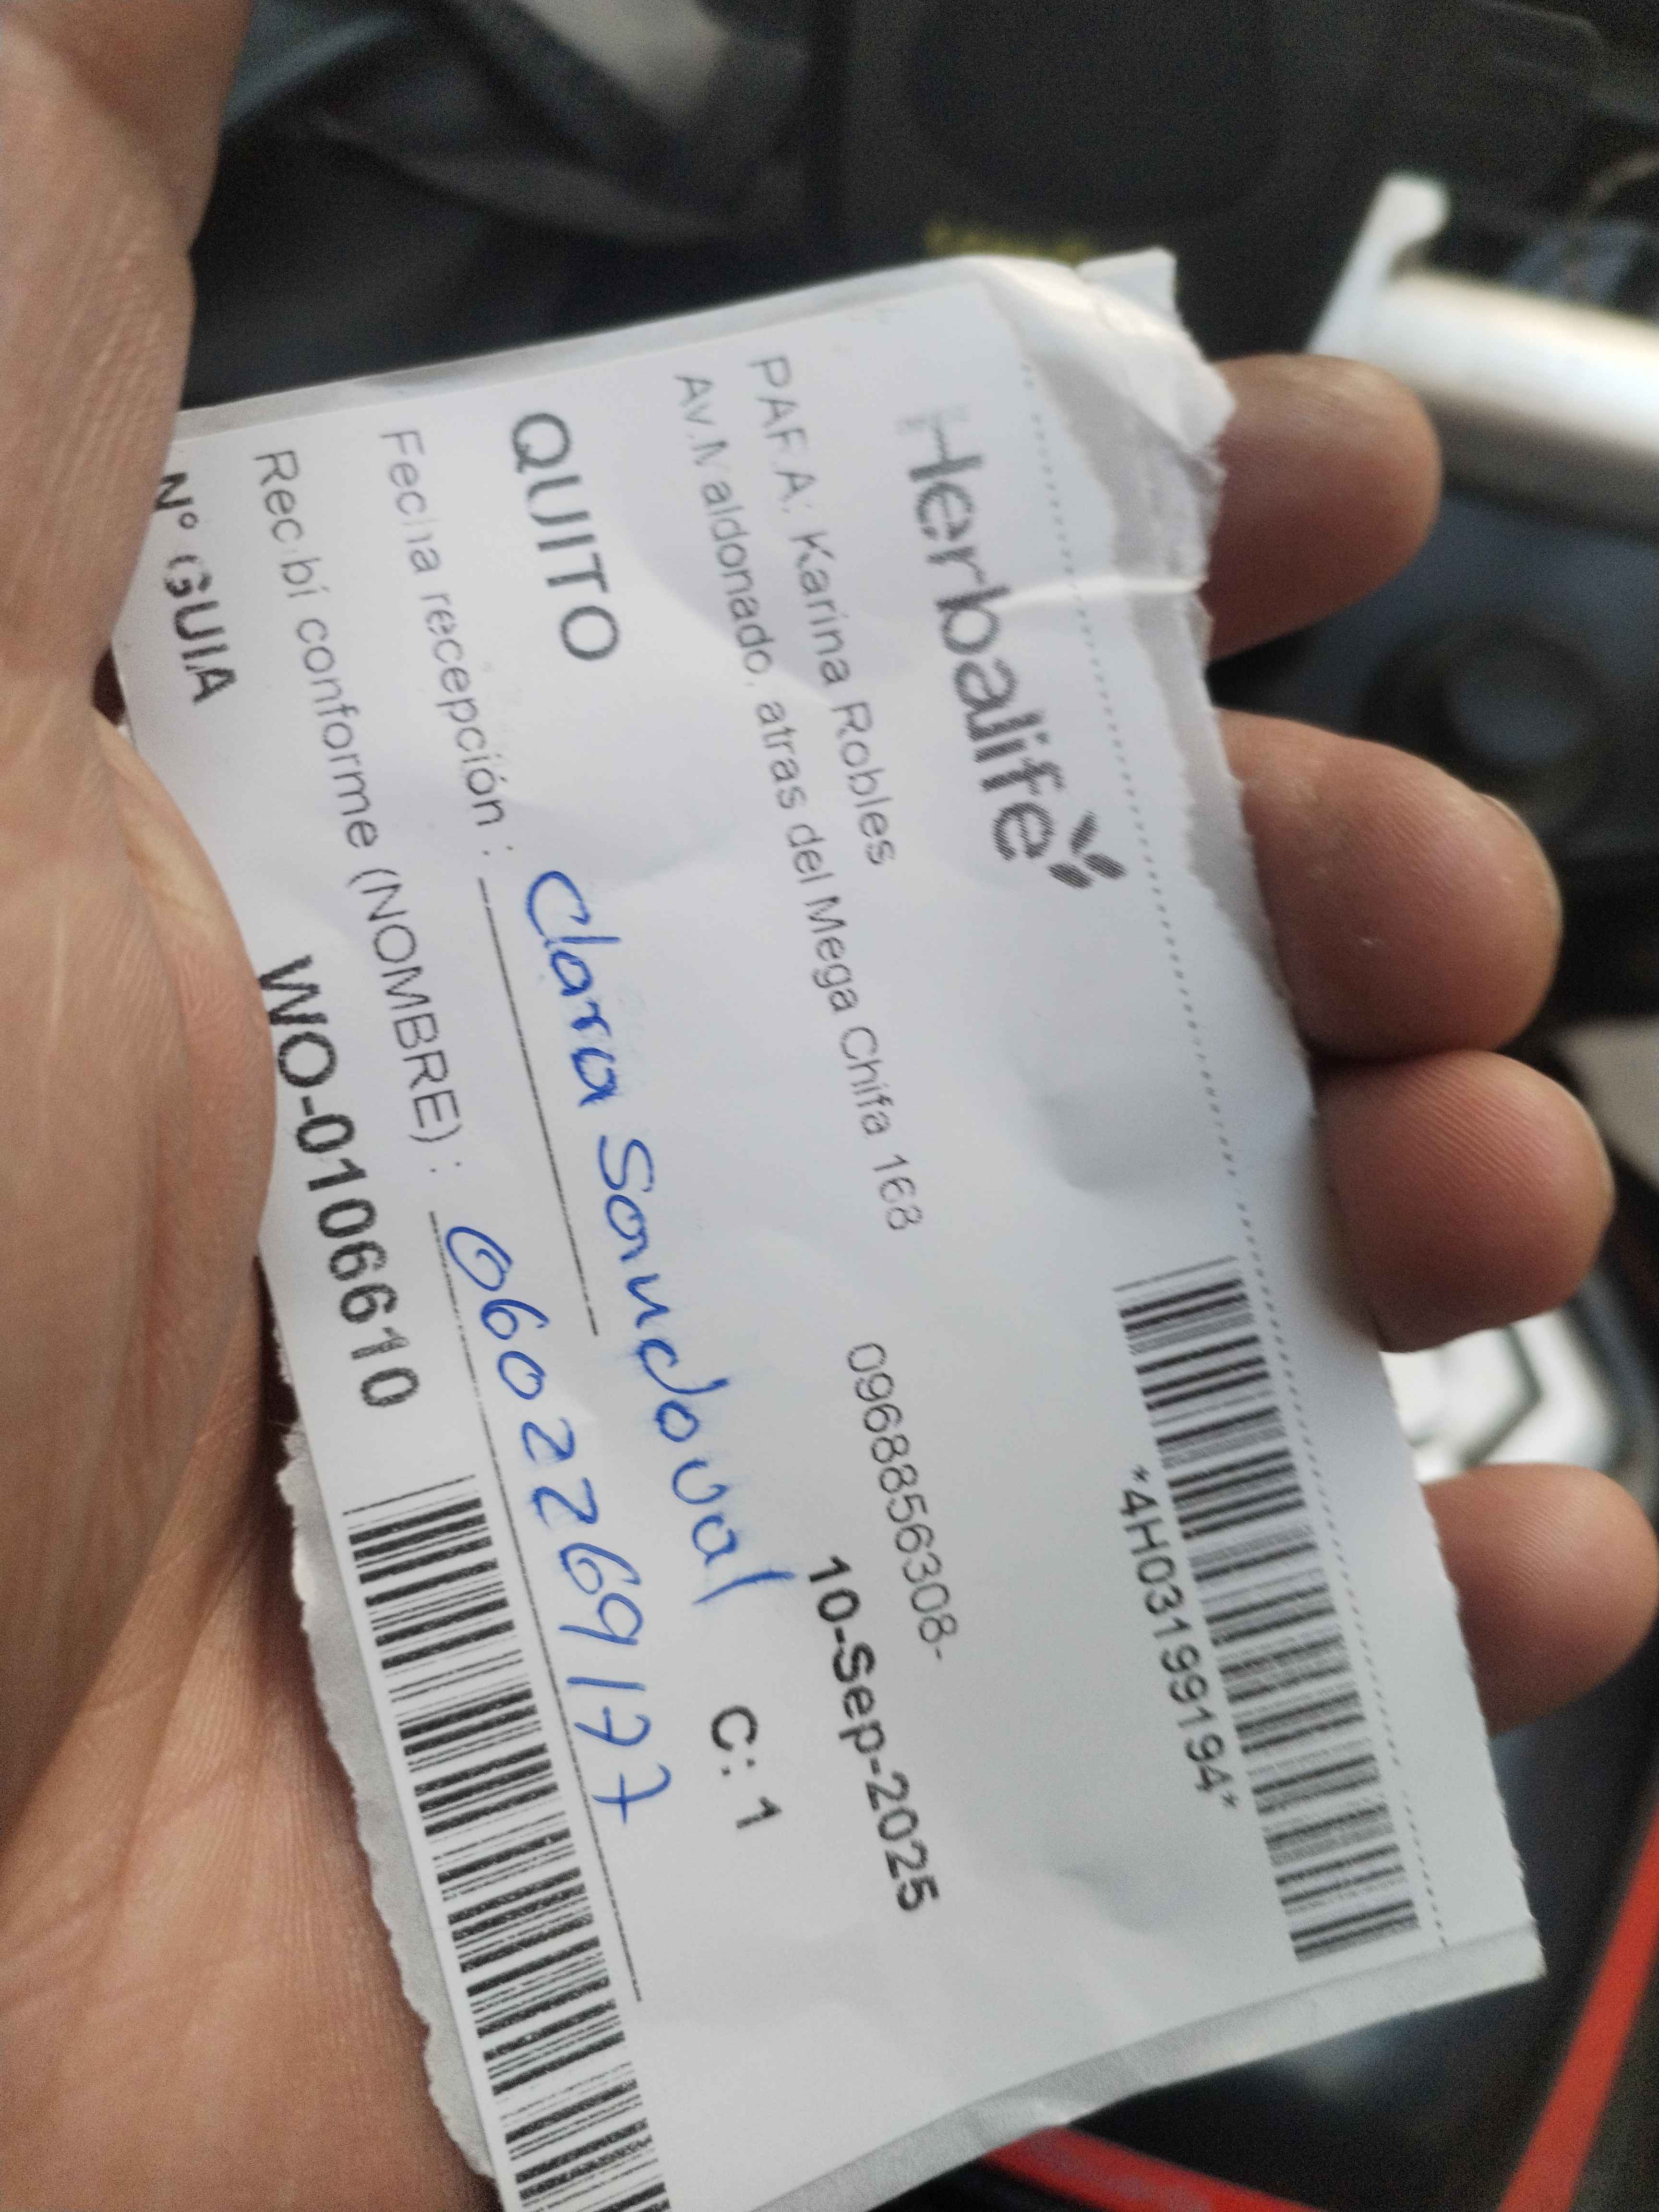 *4H03199194*
Herbalife
PARA: Karina Robles
0968856308-
Av.Maldonado, atras del Mega Chifa 168
10-Sep-2025
QUITO
C: 1
Clara Sandoval
Fecha recepción :
Recibí conforme (NOMBRE) : 0602269177
N° GUIA WO-0106610